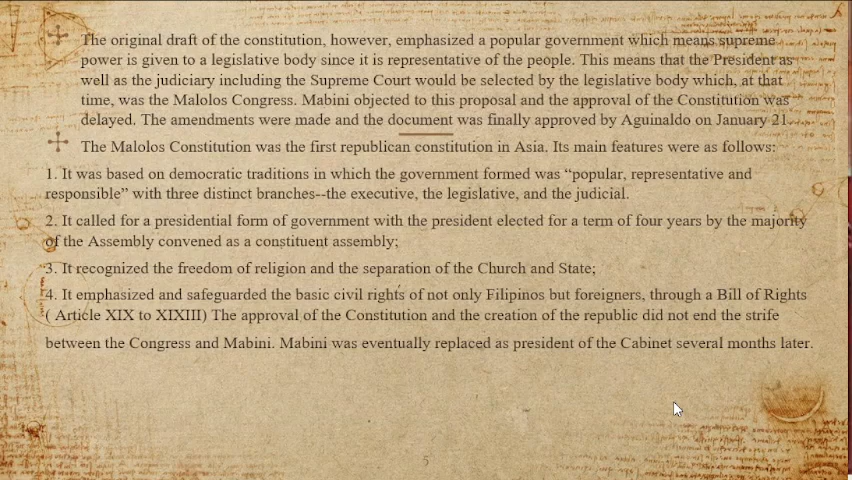 The original draft of the constitution, however, emphasized a popular government which means supreme
power is given to a legislative body since it is representative of the people. This means that the President as
well as the judiciary including the Supreme Court would be selected by the legislative body which, at that
time, was the Malolos Congress. Mabini objected to this proposal and the approval of the Constitution was
delayed. The amendments were made and the document was finally approved by Aguinaldo on January 21.
The Malolos Constitution was the first republican constitution in Asia. Its main features were as follows:
1. It was based on democratic traditions in which the government formed was “popular, representative and
responsible” with three distinct branches--the executive, the legislative, and the judicial.
2. It called for a presidential form of government with the president elected for a term of four years by the majority
of the Assembly convened as a constituent assembly;
3. It recognized the freedom of religion and the separation of the Church and State;
4. It emphasized and safeguarded the basic civil rights of not only Filipinos but foreigners, through a Bill of Rights
( Article XIX to XIXIII) The approval of the Constitution and the creation of the republic did not end the strife
between the Congress and Mabini. Mabini was eventually replaced as president of the Cabinet several months later.
5